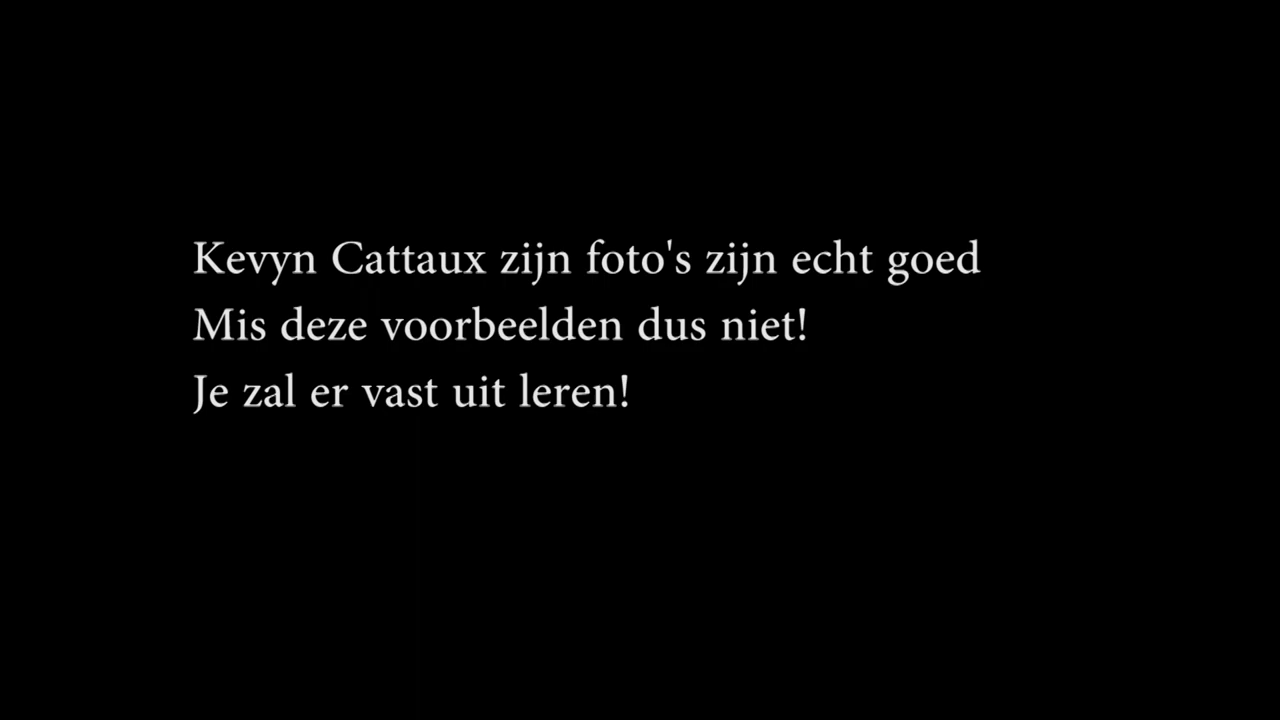 Kevyn Cattaux zijn foto's zijn echt goed
Mis deze voorbeelden dus niet!
Je zal er vast uit leren!